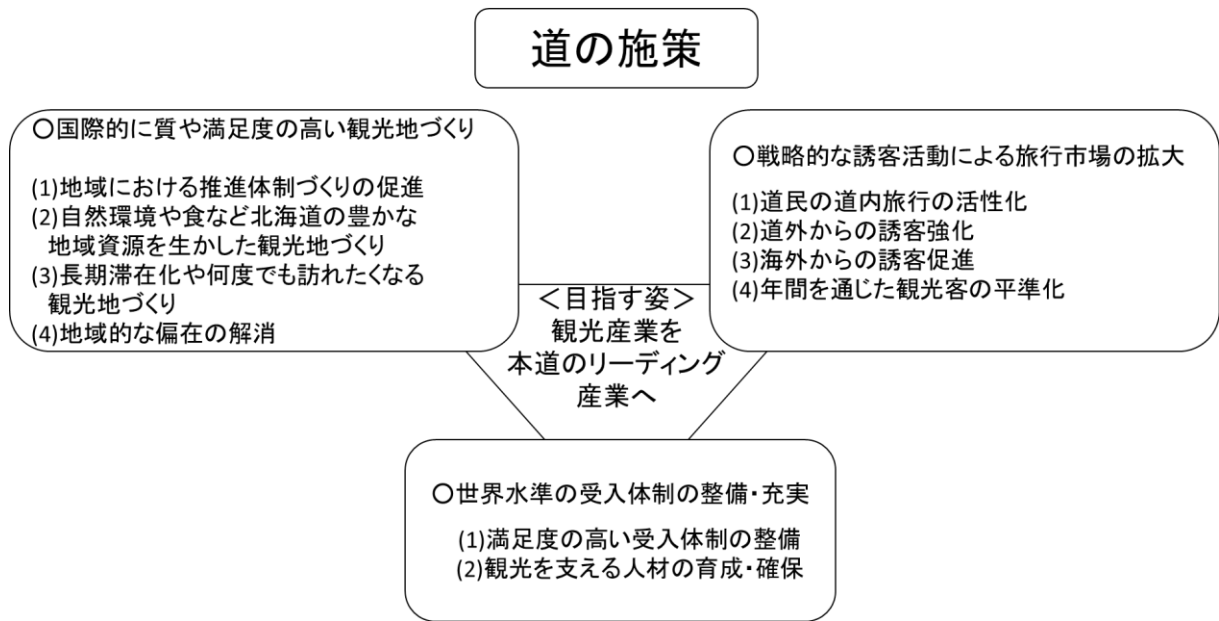 道の施策
〇国際的に質や満足度の高い観光地づくり
(1)地域における推進体制づくりの促進
(2)自然環境や食など北海道の豊かな
地域資源を生かした観光地づくり
(3)長期滞在化や何度でも訪れたくなる
観光地づくり
(4)地域的な偏在の解消
〇戦略的な誘客活動による旅行市場の拡大
(1)道民の道内旅行の活性化
(2)道外からの誘客強化
(3)海外からの誘客促進
(4)年間を通じた観光客の平準化
＜目指す姿＞
観光産業を
本道のリーディング
産業へ
〇世界水準の受入体制の整備・充実
(1)満足度の高い受入体制の整備
(2)観光を支える人材の育成・確保